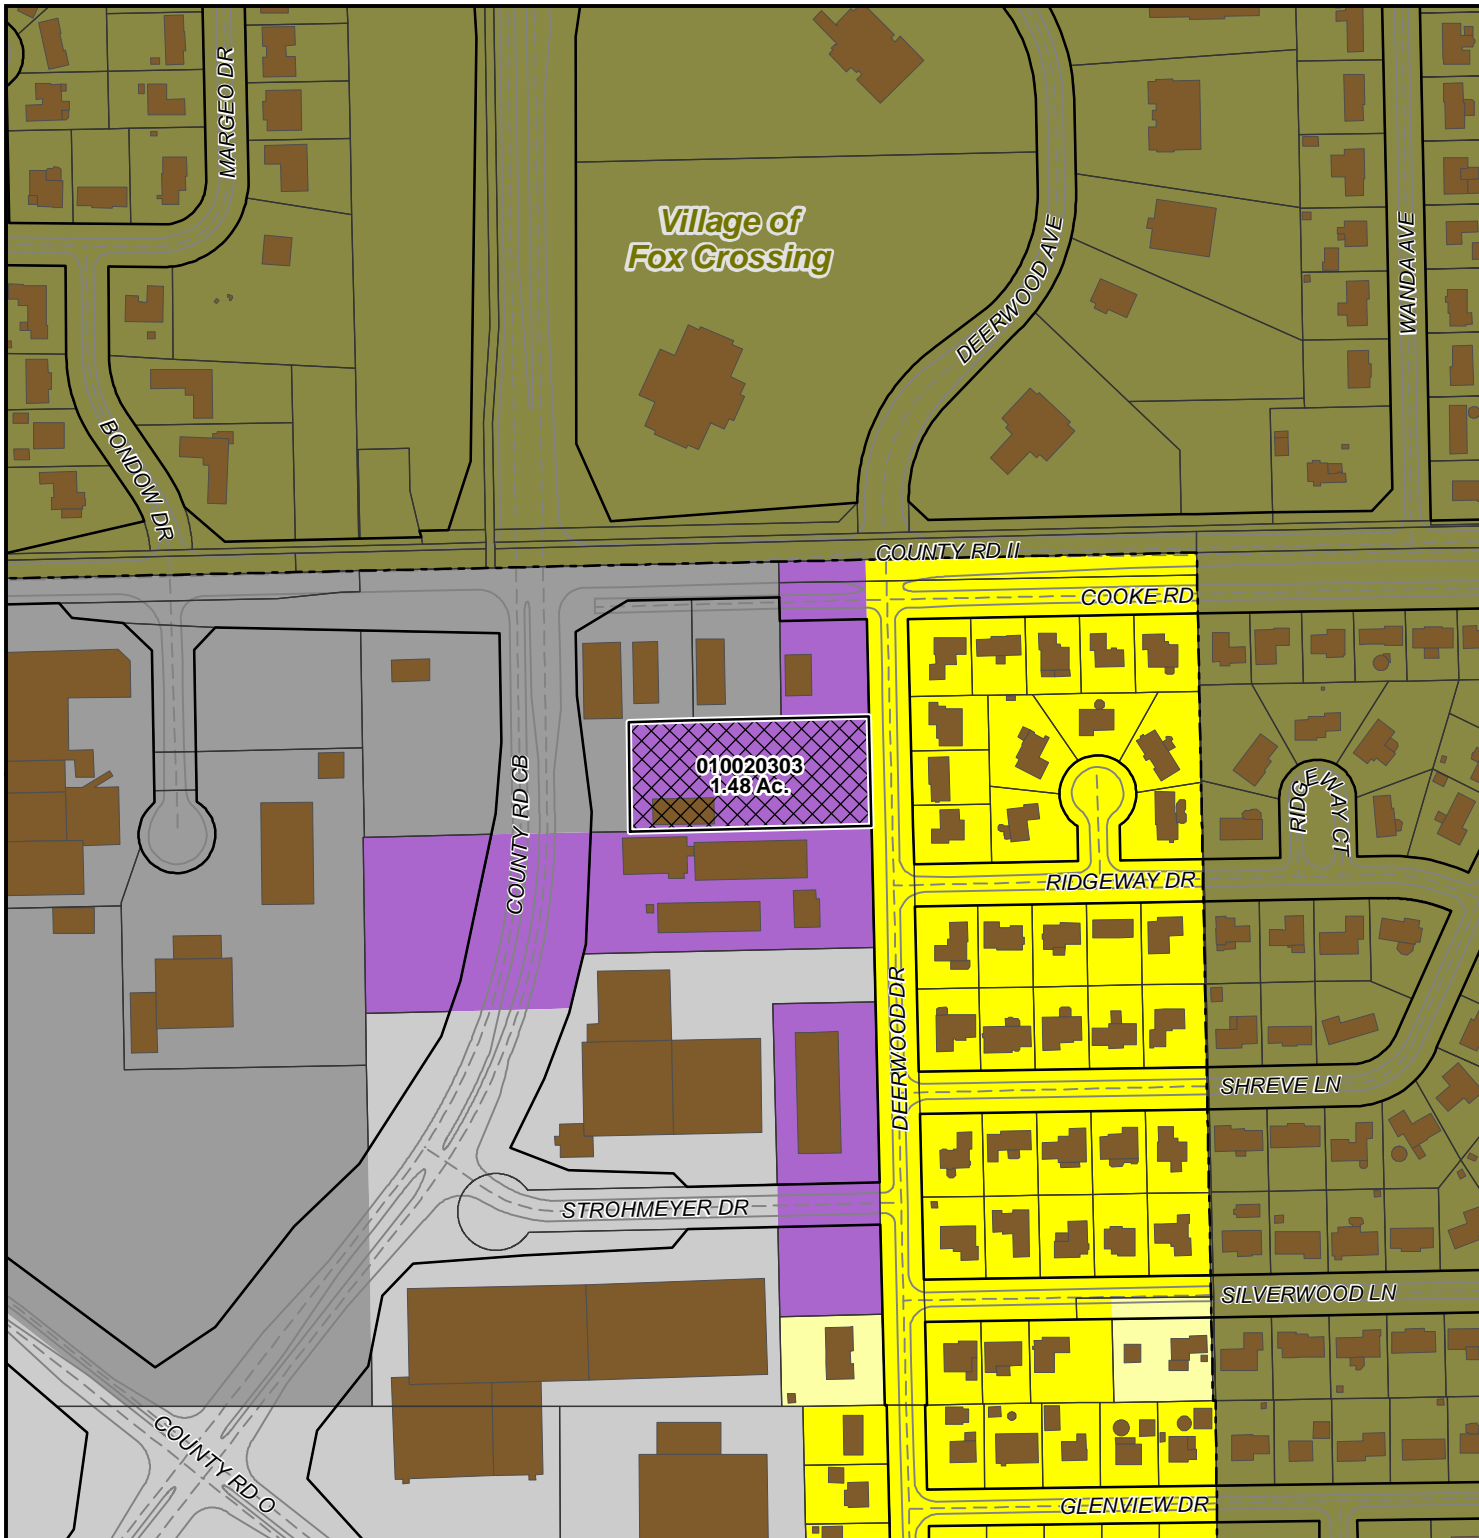 MARGEO DR
Village of
Fox Crossing
DEERWOOD AVE
WANDA AVE
BONDOW DR
COUNTY RD II
COOKE RD
COUNTY RD CB
010020303
1.48 Ac.
RIDGEWAY CT
RIDGEWAY DR
DEERWOOD DR
SHREVE LN
STROHMEYER DR
SILVERWOOD LN
COUNTY RD O
GLENVIEW DR